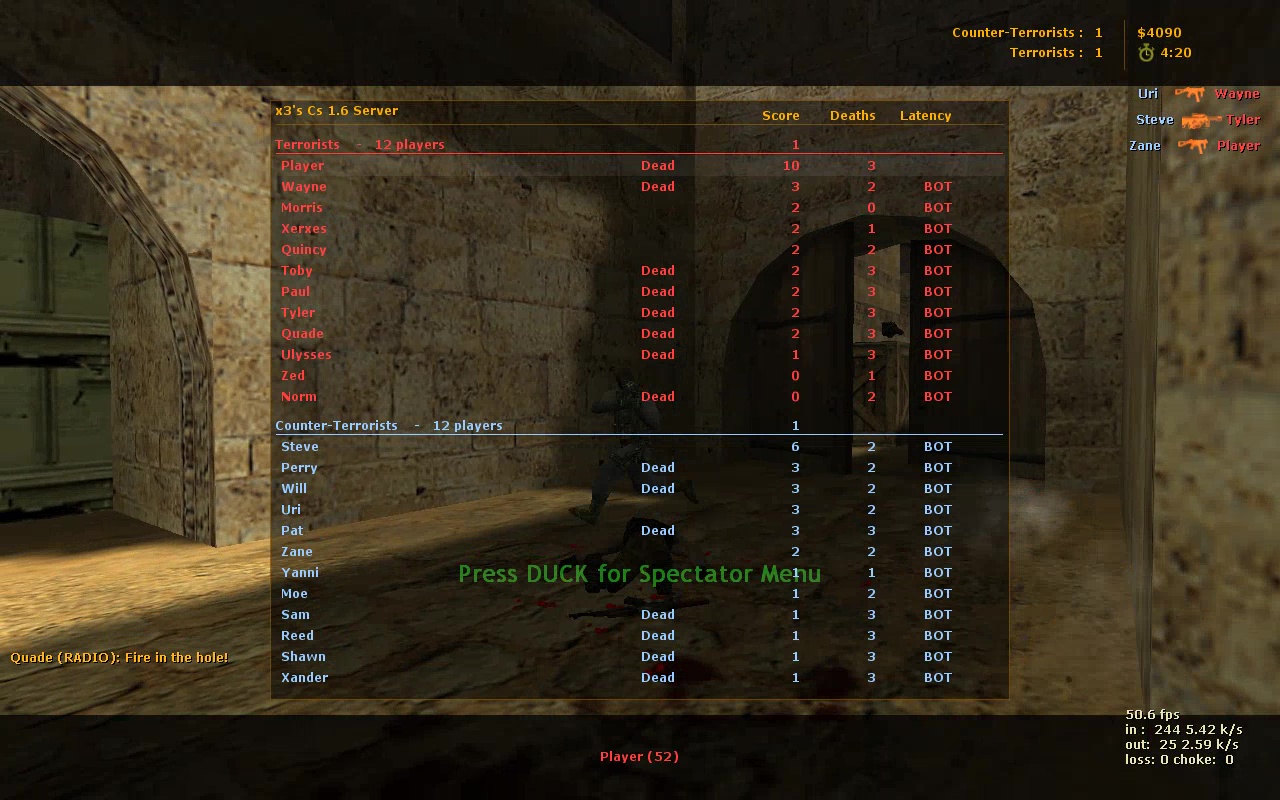 Counter-Terrorists : 1 $4090
Terrorists : 1 4:20
Uri Wayne
Steve Tyler
Zane Player
x3's Cs 1.6 Server Score Deaths Latency
Terrorists - 12 players 1
Player Dead 10 3
Wayne Dead 3 2 BOT
Morris 2 0 BOT
Xerxes 2 1 BOT
Quincy 2 2 BOT
Toby Dead 2 3 BOT
Paul Dead 2 3 BOT
Tyler Dead 2 3 BOT
Quade Dead 2 3 BOT
Ulysses Dead 1 3 BOT
Zed 0 1 BOT
Norm Dead 0 2 BOT
Counter-Terrorists - 12 players 1
Steve 6 2 BOT
Perry Dead 3 2 BOT
Will Dead 3 2 BOT
Uri 3 2 BOT
Pat Dead 3 3 BOT
Zane 2 2 BOT
Yanni 1 1 BOT
Press DUCK for Spectator Menu
Moe 1 2 BOT
Sam Dead 1 3 BOT
Reed Dead 1 3 BOT
Shawn Dead 1 3 BOT
Xander Dead 1 3 BOT
Quade (RADIO): Fire in the hole!
50.6 fps
in : 244 5.42 k/s
out: 25 2.59 k/s
loss: 0 choke: 0
Player (52)